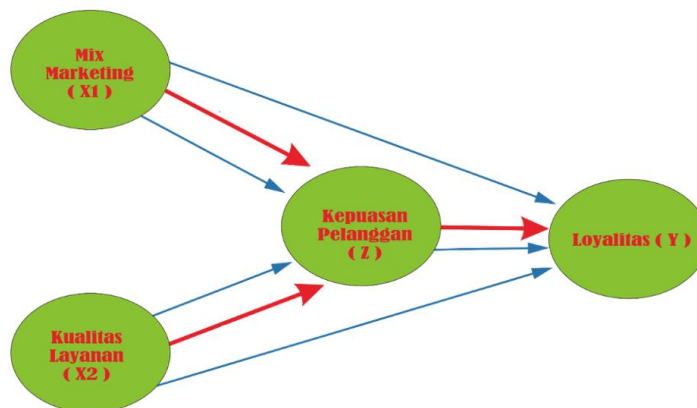 Mix
Marketing
( X1 )
Kepuasan
Pelanggan
( Z )
Loyalitas ( Y )
Kualitas
Layanan
( X2 )